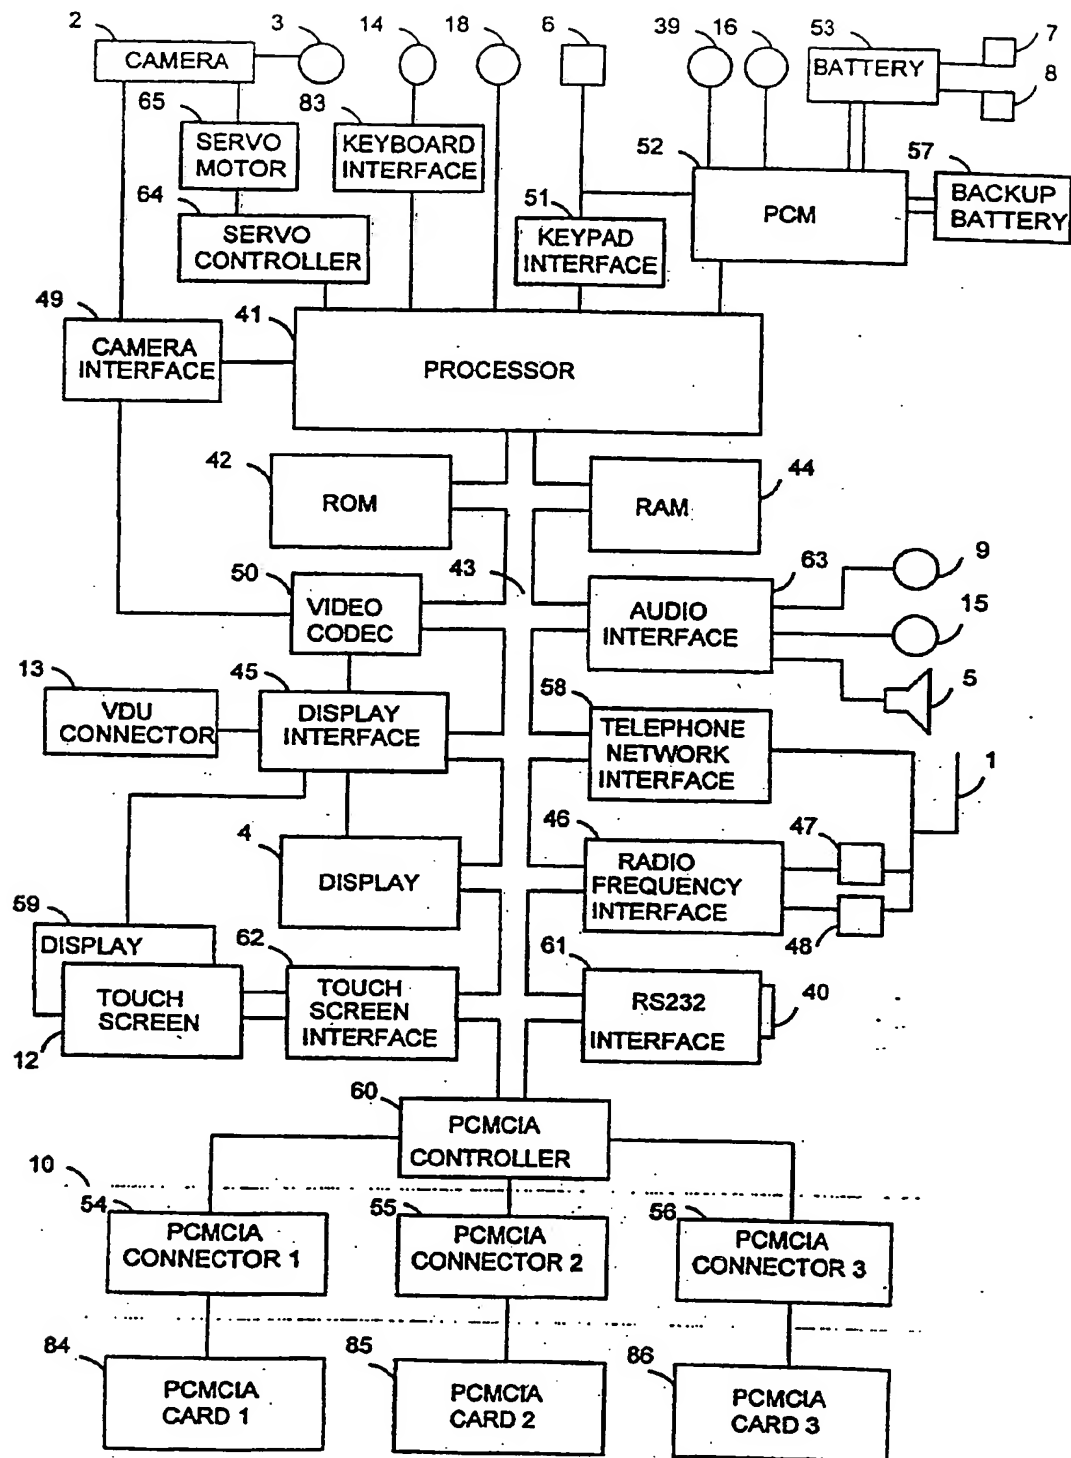 2
3
14
18
6
39
16
53
7
8
CAMERA
BATTERY
65
83
52
57
SERVO
MOTOR
KEYBOARD
INTERFACE
64
51
PCM
BACKUP
BATTERY
SERVO
CONTROLLER
KEYPAD
INTERFACE
49
41
CAMERA
INTERFACE
PROCESSOR
42
44
ROM
RAM
50
43
63
9
VIDEO
CODEC
AUDIO
INTERFACE
15
13
45
58
5
VDU
CONNECTOR
DISPLAY
INTERFACE
TELEPHONE
NETWORK
INTERFACE
1
4
46
47
DISPLAY
RADIO
FREQUENCY
INTERFACE
59
62
61
48
DISPLAY
TOUCH
SCREEN
TOUCH
SCREEN
INTERFACE
RS232
INTERFACE
40
12
60
PCMCIA
CONTROLLER
10
54
55
56
PCMCIA
CONNECTOR 1
PCMCIA
CONNECTOR 2
PCMCIA
CONNECTOR 3
84
85
86
PCMCIA
CARD 1
PCMCIA
CARD 2
PCMCIA
CARD 3